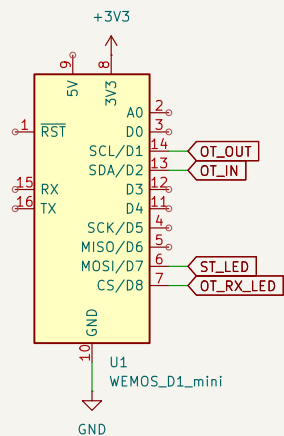 +3V3
9 8
5V 3V3
A0 2
D0 3
1 RST
SCL/D1 14 OT_OUT
SDA/D2 13 OT_IN
15 RX D3 12
16 TX D4 11
SCK/D5 4
MISO/D6 5
MOSI/D7 6 ST_LED
CS/D8 7 OT_RX_LED
GND
10
U1
WEMOS_D1_mini
GND